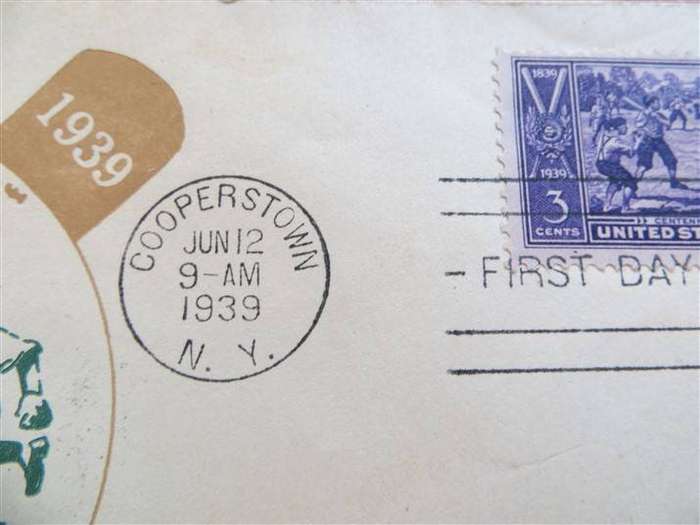 1939
COOPERSTOWN
JUN 12
9-AM
1939
N. Y.
1839
1939
3
CENTS
UNITED ST
- FIRST DAY